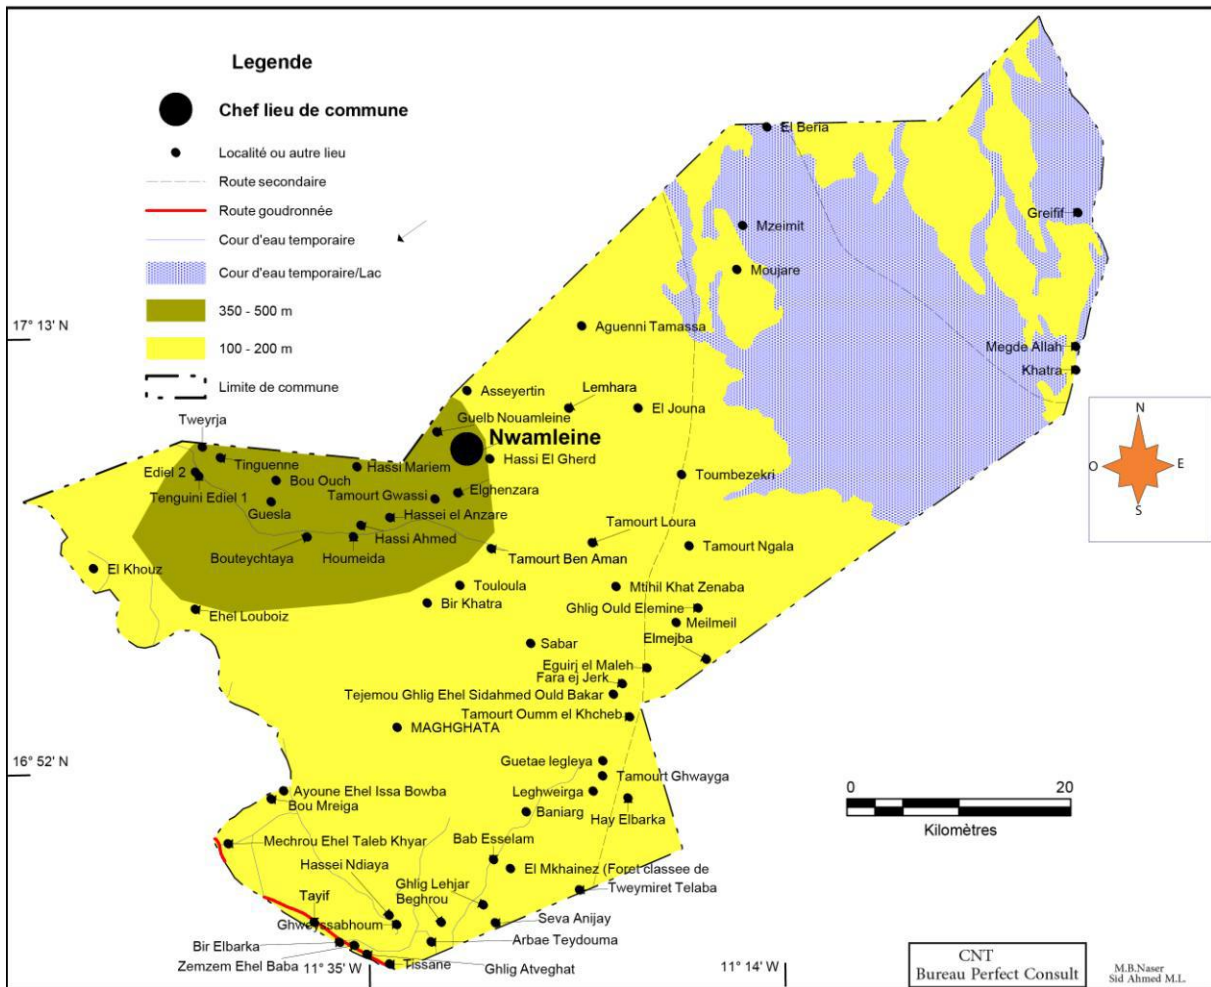 Legende
Chef lieu de commune
Localité ou autre lieu
Route secondaire
Route goudronnée
Cour d'eau temporaire
Cour d'eau temporaire/Lac
350 - 500 m
100 - 200 m
Limite de commune
17° 13' N
16° 52' N
11° 35' W
11° 14' W
El Beria
Greifif
Mzeimit
Moujare
Aguenni Tamassa
Megde Allah
Khatra
Asseyertin
Lemhara
El Jouna
Guelb Nouamleine
Nwamleine
Tweyrja
Hassi El Gherd
Tinguenne
Hassi Mariem
Ediel 2
Bou Ouch
Toumbezekri
Tenguini Ediel 1
Tamourt Gwassi
Elghenzara
Guesla
Hassei el Anzare
Tamourt Loura
Hassi Ahmed
Bouteychtaya
Houmeida
Tamourt Ben Aman
Tamourt Ngala
El Khouz
Touloula
Mtihil Khat Zenaba
Bir Khatra
Ghlig Ould Elemine
Ehel Louboiz
Meilmeil
Elmejba
Sabar
Eguirj el Maleh
Fara ej Jerk
Tejemou Ghlig Ehel Sidahmed Ould Bakar
Tamourt Oumm el Khcheb
MAGHGHATA
Guetae legleya
Tamourt Ghwayga
Ayoune Ehel Issa Bowba
Leghweirga
Bou Mreiga
Baniarg
Hay Elbarka
Mechrou Ehel Taleb Khyar
Bab Esselam
Hassei Ndiaya
El Mkhainez (Foret classee de
Ghlig Lehjar
Tweymiret Telaba
Tayif
Beghrou
Ghweyssabhoum
Seva Anijay
Bir Elbarka
Arbae Teydouma
Zemzem Ehel Baba
Tissane
Ghlig Atveghat
N
O
E
S
0
20
Kilomètres
CNT
Bureau Perfect Consult
M.B.Naser
Sid Ahmed M.L.